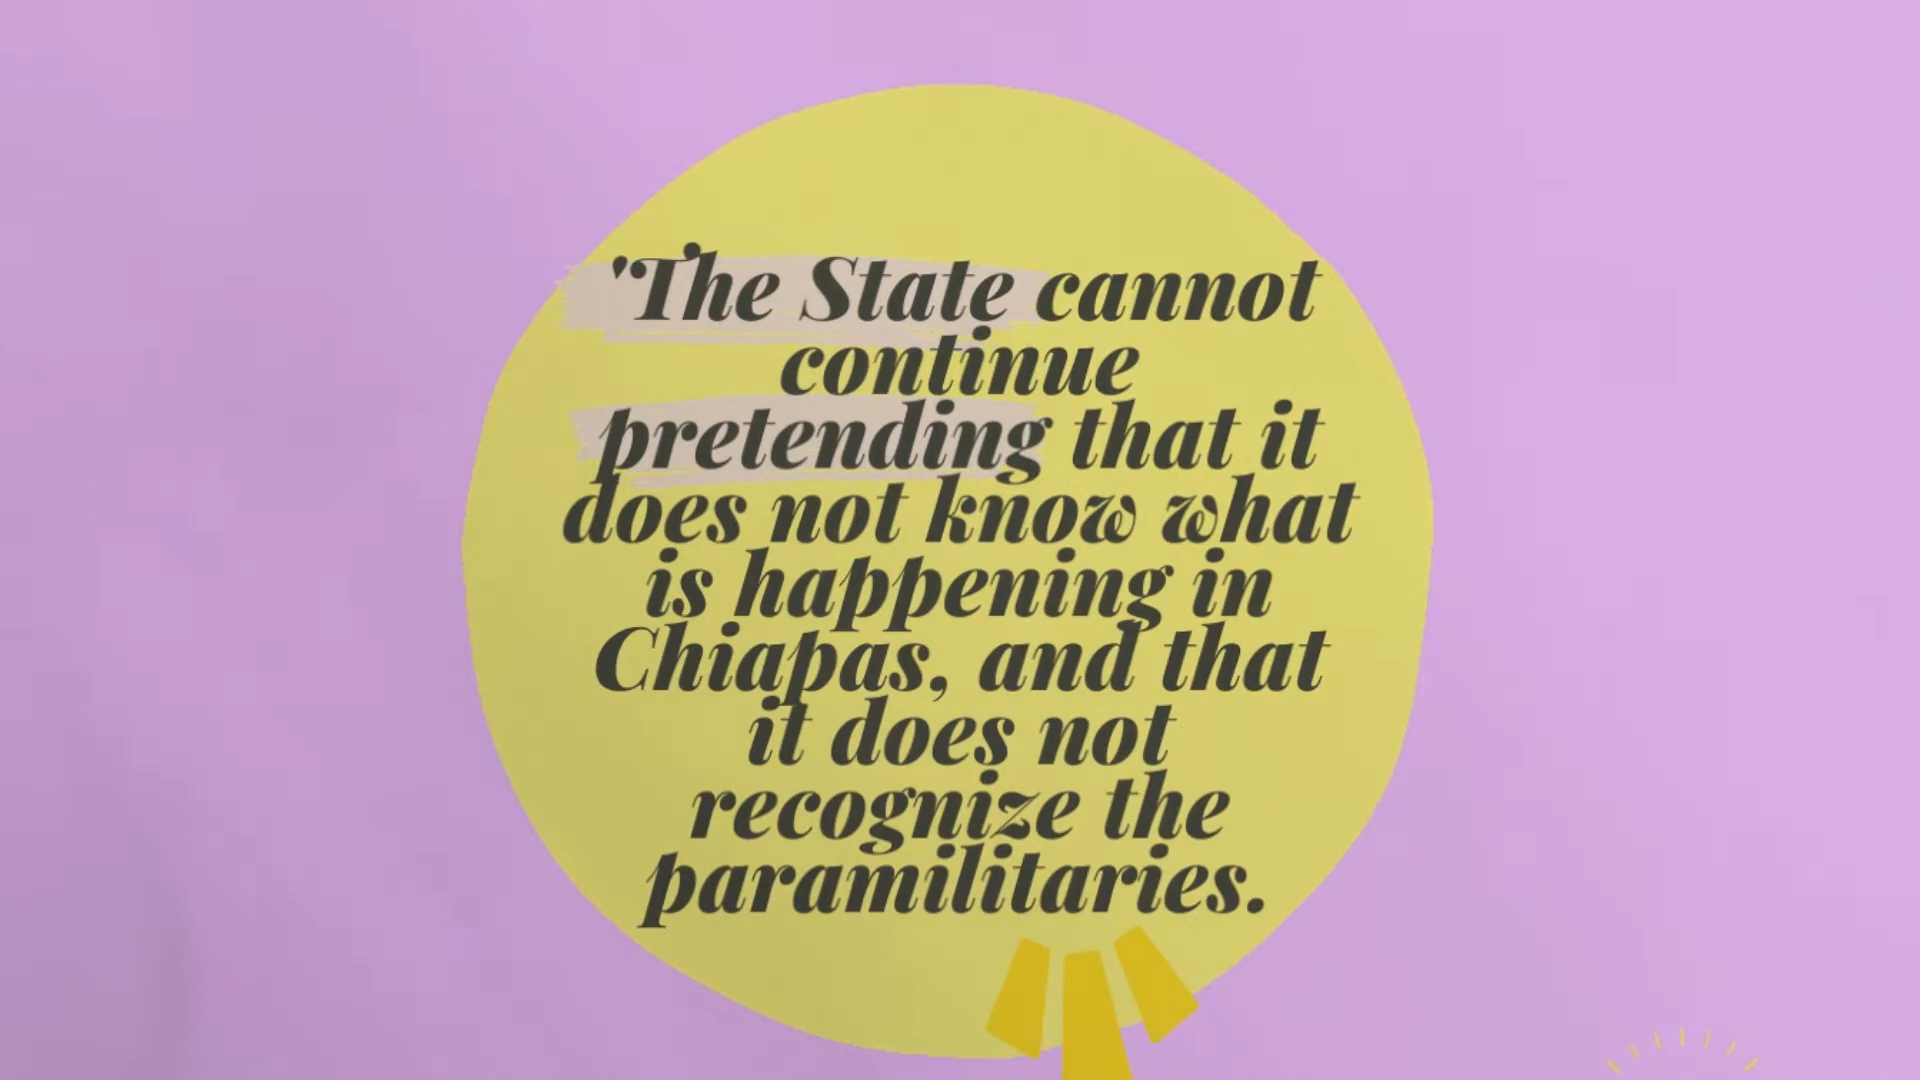 'The State cannot
continue
pretending that it
does not know what
is happening in
Chiapas, and that
it does not
recognize the
paramilitaries.